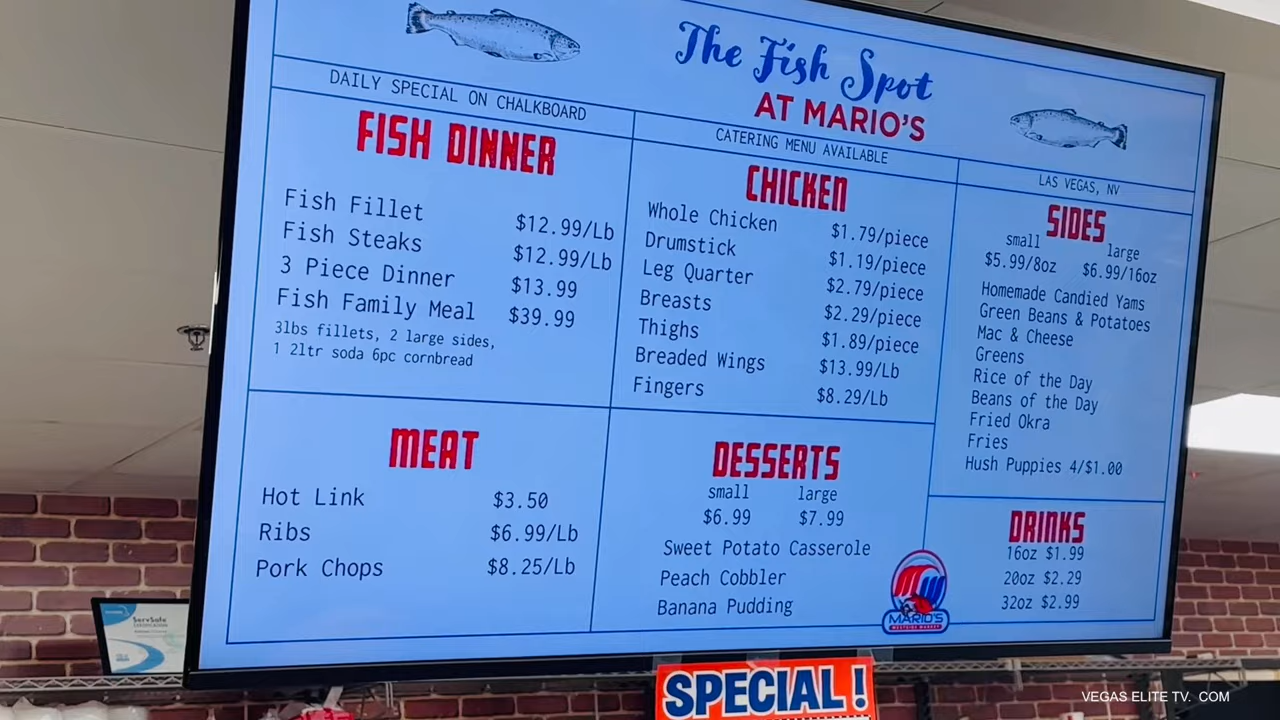 The Fish Spot
AT MARIO'S
DAILY SPECIAL ON CHALKBOARD
CATERING MENU AVAILABLE
LAS VEGAS, NV
FISH DINNER
Fish Fillet $12.99/Lb
Fish Steaks $12.99/Lb
3 Piece Dinner $13.99
Fish Family Meal $39.99
3lbs fillets, 2 large sides,
1 2ltr soda 6pc cornbread
CHICKEN
Whole Chicken $1.79/piece
Drumstick $1.19/piece
Leg Quarter $2.79/piece
Breasts $2.29/piece
Thighs $1.89/piece
Breaded Wings $13.99/Lb
Fingers $8.29/Lb
SIDES
small large
$5.99/8oz $6.99/16oz
Homemade Candied Yams
Green Beans & Potatoes
Mac & Cheese
Greens
Rice of the Day
Beans of the Day
Fried Okra
Fries
Hush Puppies 4/$1.00
MEAT
Hot Link $3.50
Ribs $6.99/Lb
Pork Chops $8.25/Lb
DESSERTS
small large
$6.99 $7.99
Sweet Potato Casserole
Peach Cobbler
Banana Pudding
DRINKS
16oz $1.99
20oz $2.29
32oz $2.99
MARIO'S
WESTSIDE MARKET
ServSafe
CERTIFICATION
SPECIAL!
VEGAS ELITE TV. COM